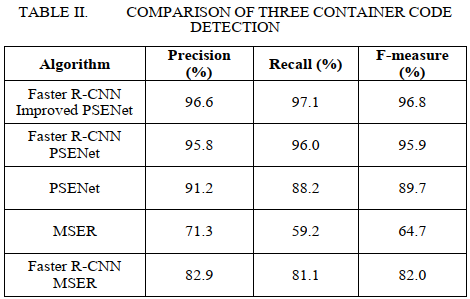 TABLE II. COMPARISON OF THREE CONTAINER CODE
DETECTION
Algorithm Precision (%) Recall (%) F-measure (%)
Faster R-CNN Improved PSENet 96.6 97.1 96.8
Faster R-CNN PSENet 95.8 96.0 95.9
PSENet 91.2 88.2 89.7
MSER 71.3 59.2 64.7
Faster R-CNN MSER 82.9 81.1 82.0